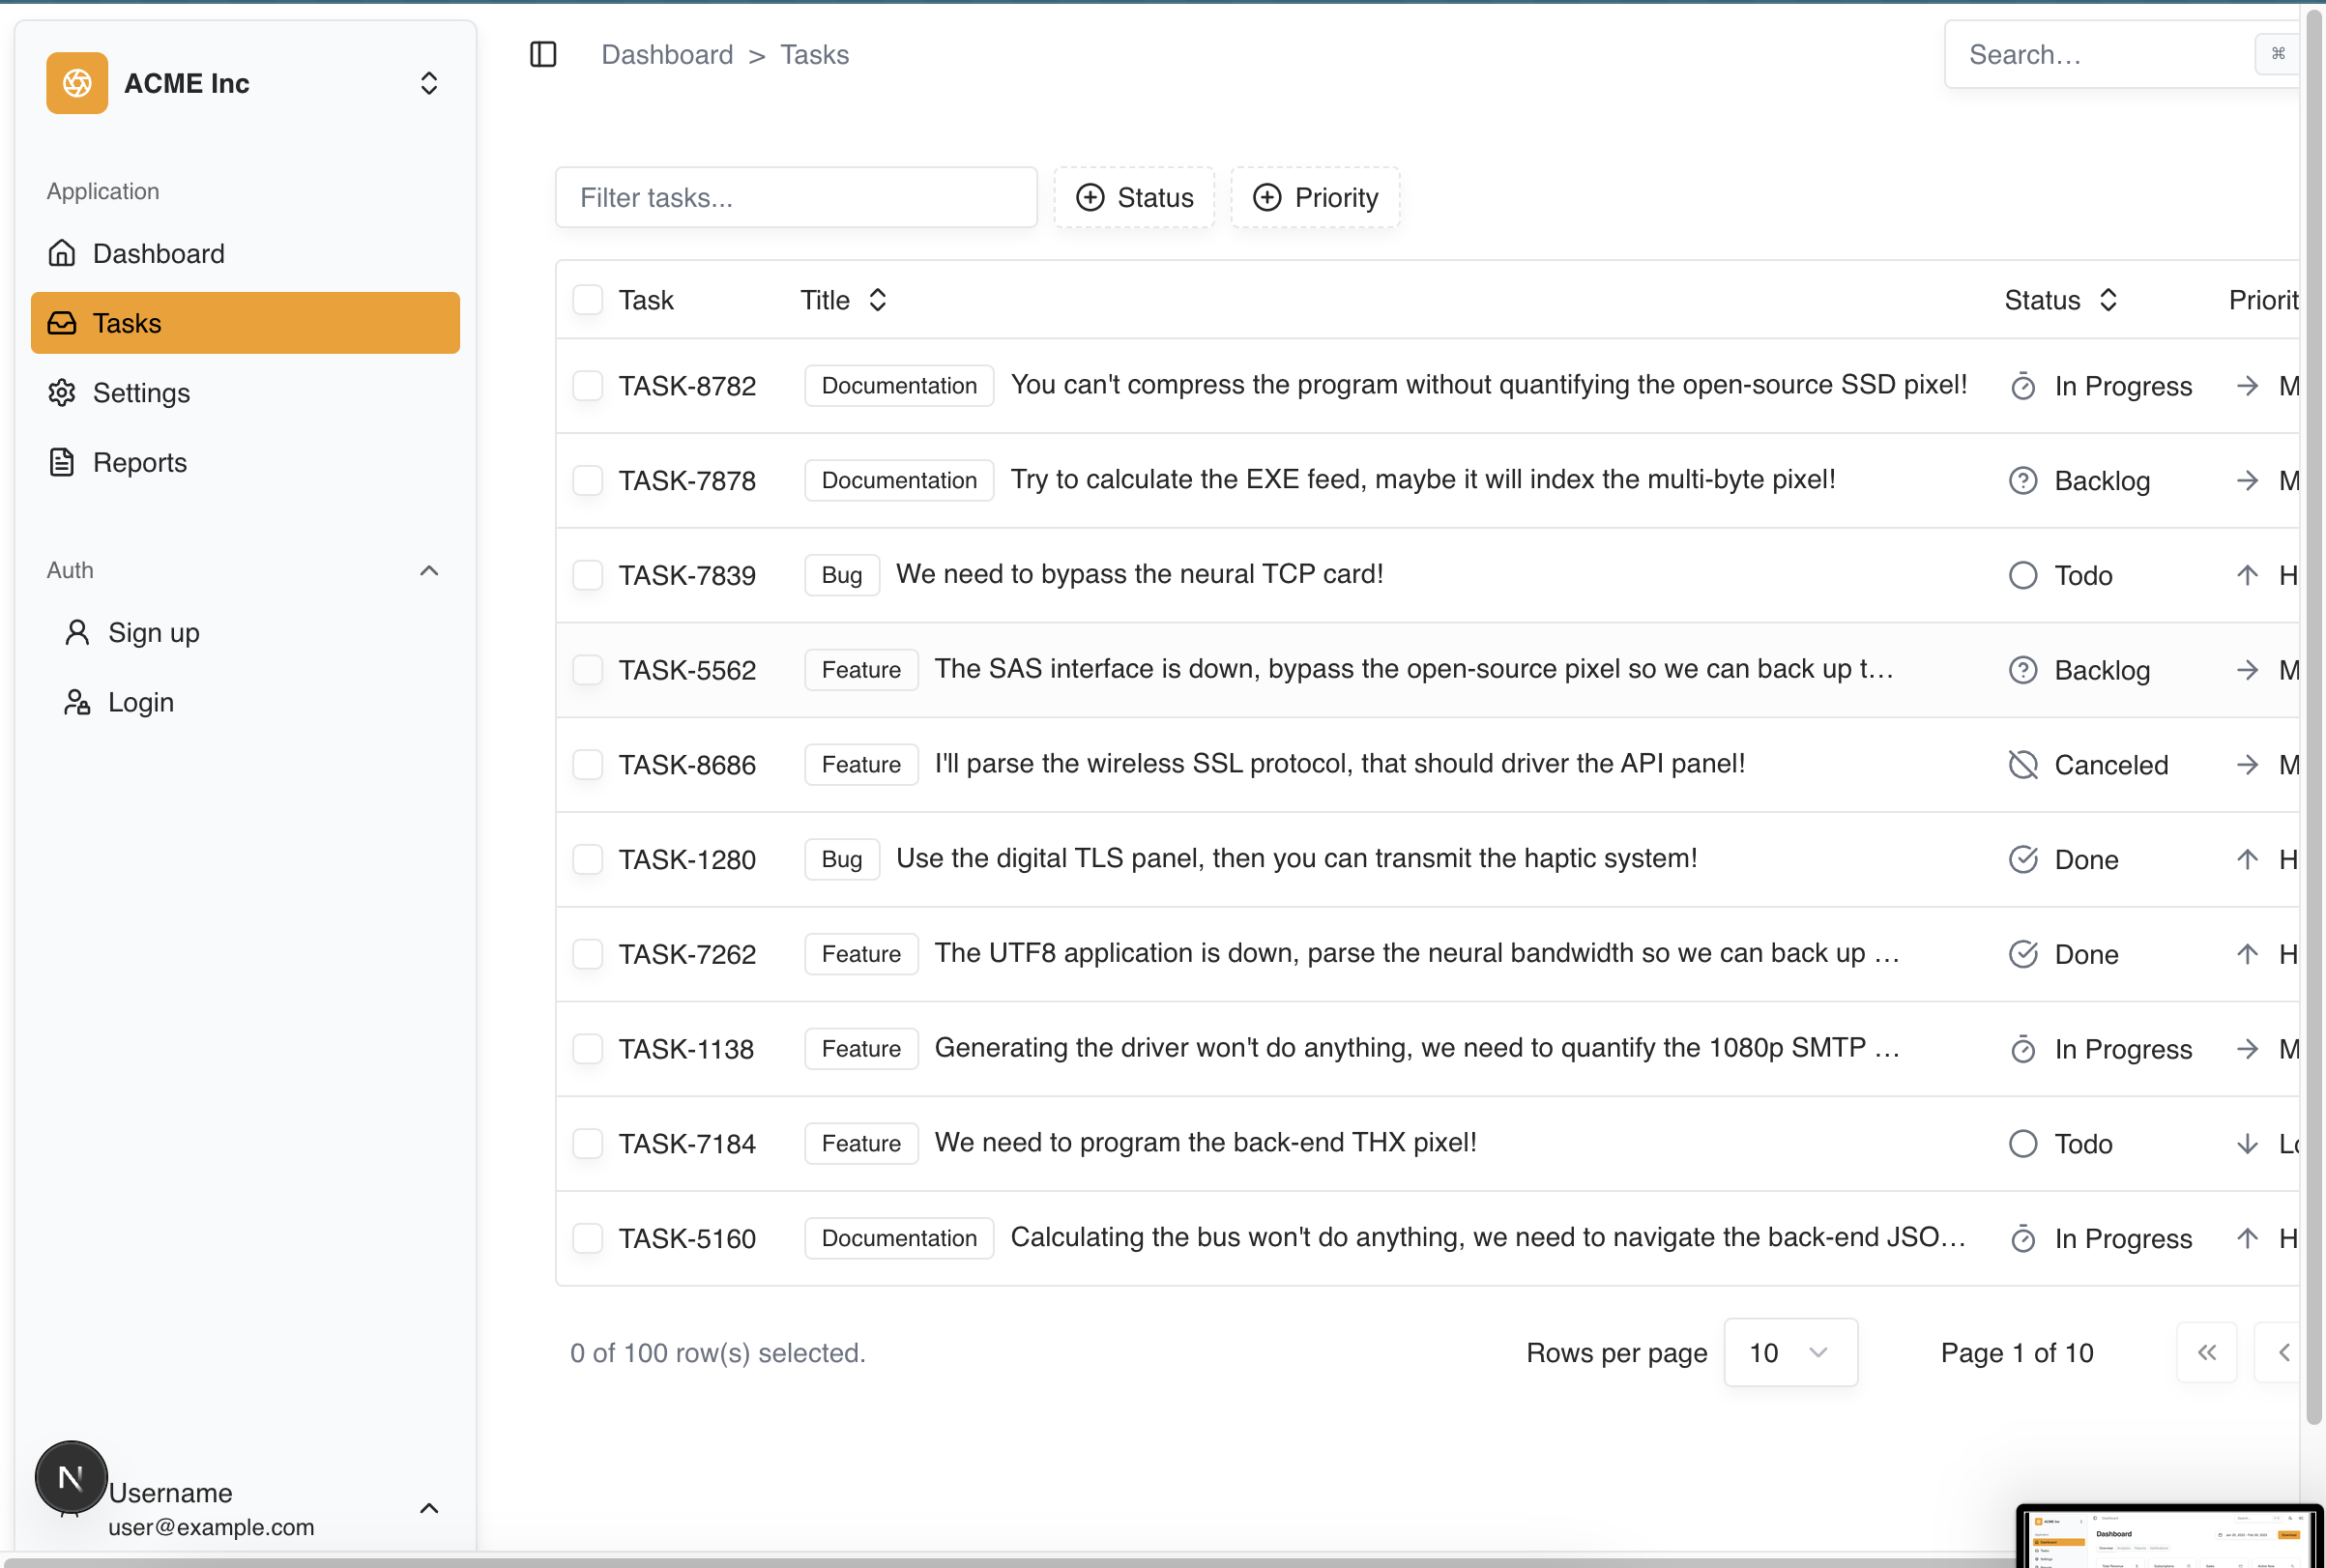 ACME Inc
Application
Dashboard
Tasks
Settings
Reports
Auth
Sign up
Login
N
Username
user@example.com
Dashboard > Tasks
Search… ⌘
Filter tasks... Status Priority
Task Title Status Priorit
TASK-8782 Documentation You can't compress the program without quantifying the open-source SSD pixel! In Progress M
TASK-7878 Documentation Try to calculate the EXE feed, maybe it will index the multi-byte pixel! Backlog M
TASK-7839 Bug We need to bypass the neural TCP card! Todo H
TASK-5562 Feature The SAS interface is down, bypass the open-source pixel so we can back up t… Backlog M
TASK-8686 Feature I'll parse the wireless SSL protocol, that should driver the API panel! Canceled M
TASK-1280 Bug Use the digital TLS panel, then you can transmit the haptic system! Done H
TASK-7262 Feature The UTF8 application is down, parse the neural bandwidth so we can back up … Done H
TASK-1138 Feature Generating the driver won't do anything, we need to quantify the 1080p SMTP … In Progress M
TASK-7184 Feature We need to program the back-end THX pixel! Todo Lo
TASK-5160 Documentation Calculating the bus won't do anything, we need to navigate the back-end JSO… In Progress H
0 of 100 row(s) selected. Rows per page 10 Page 1 of 10
Dashboard